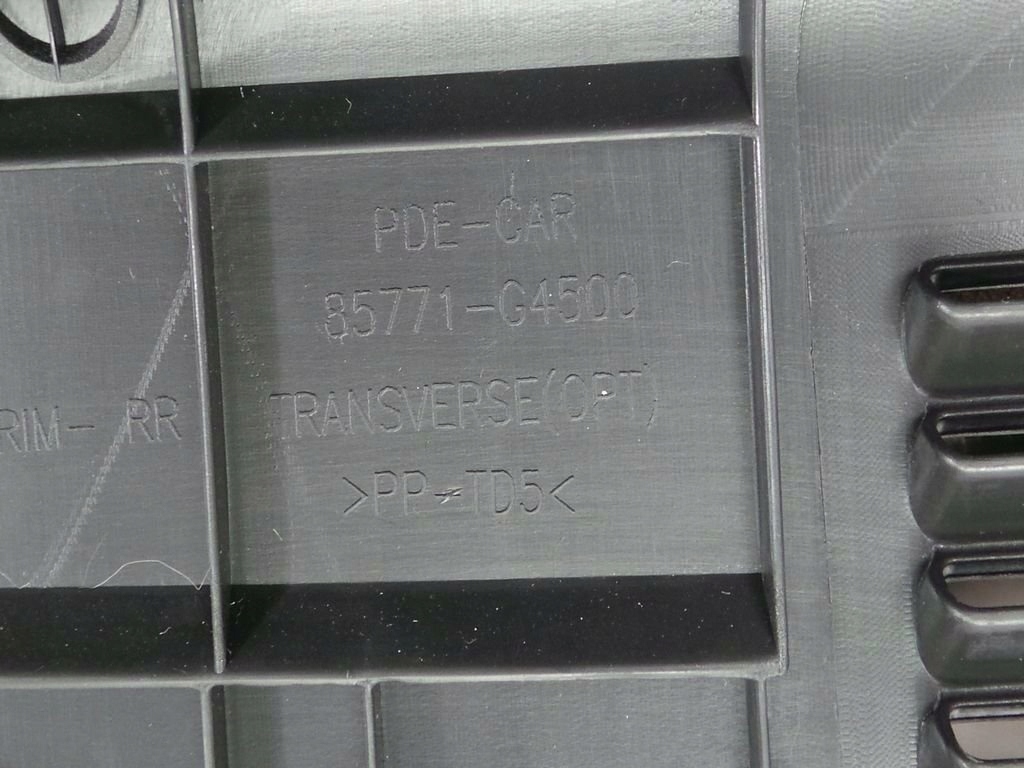 PDE-CAR
85771-G4500
RIM- RR
TRANSVERSE(OPT)
>PP-TD5<